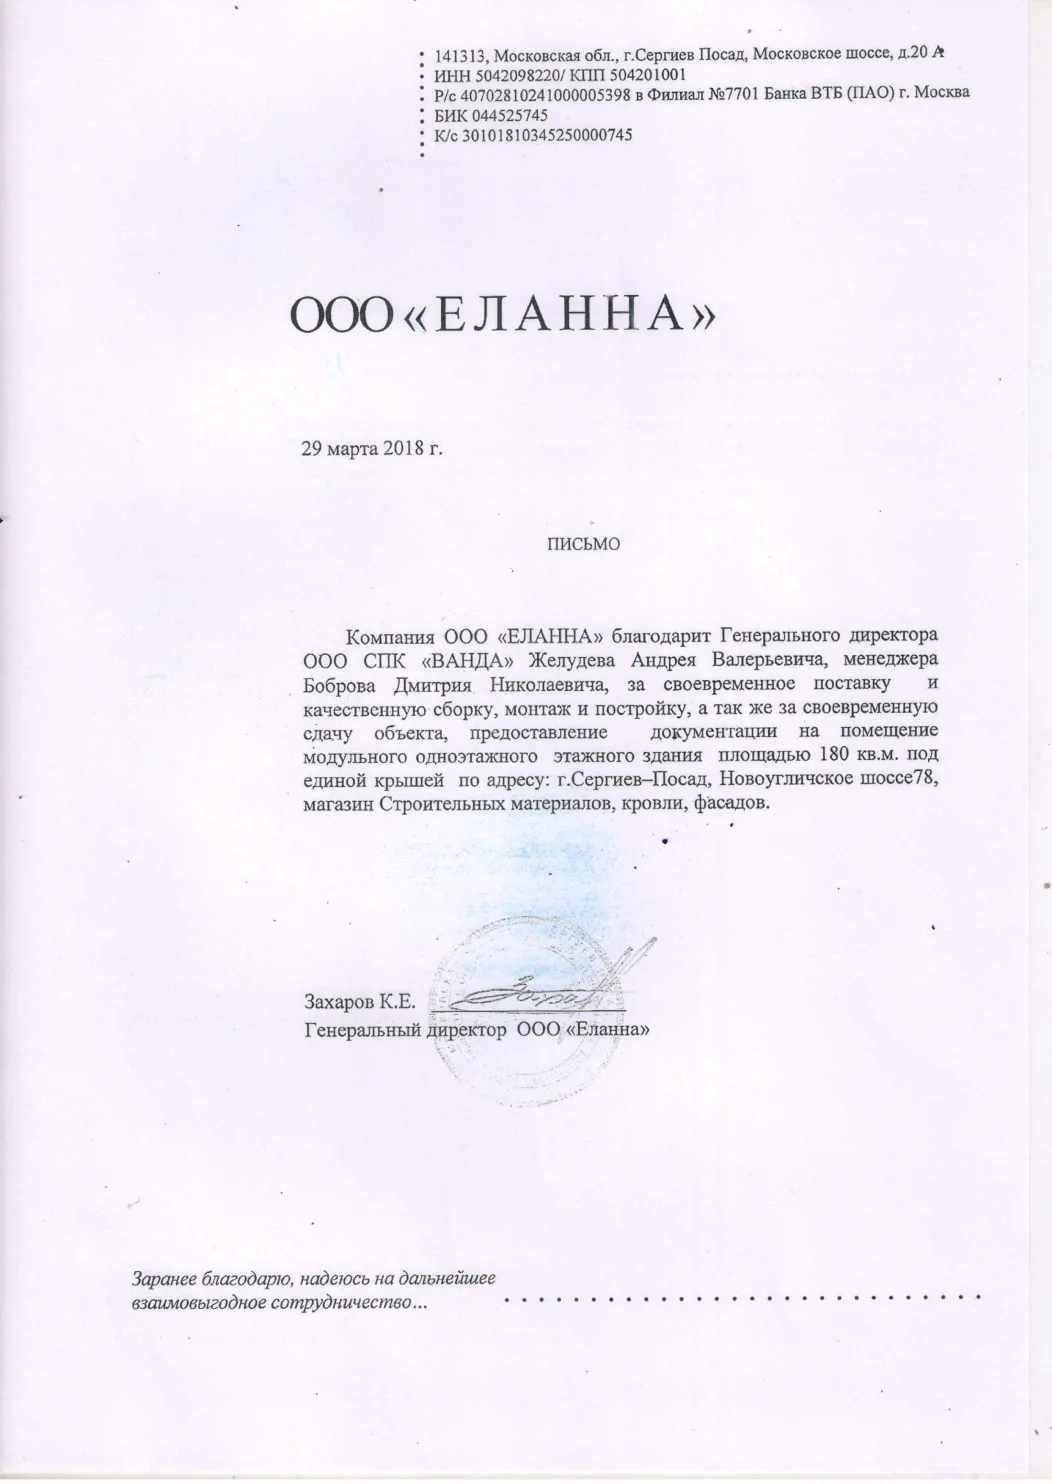 141313, Московская обл., г.Сергиев Посад, Московское шоссе, д.20 А
ИНН 5042098220/ КПП 504201001
Р/с 40702810241000005398 в Филиал №7701 Банка ВТБ (ПАО) г. Москва
БИК 044525745
К/с 30101810345250000745
ООО «ЕЛАННА»
29 марта 2018 г.
ПИСЬМО
Компания ООО «ЕЛАННА» благодарит Генерального директора
ООО СПК «ВАНДА» Желудева Андрея Валерьевича, менеджера
Боброва Дмитрия Николаевича, за своевременное поставку и
качественную сборку, монтаж и постройку, а так же за своевременную
сдачу объекта, предоставление документации на помещение
модульного одноэтажного этажного здания площадью 180 кв.м. под
единой крышей по адресу: г.Сергиев–Посад, Новоугличское шоссе78,
магазин Строительных материалов, кровли, фасадов.
Захаров К.Е.
Генеральный директор ООО «Еланна»
Заранее благодарю, надеюсь на дальнейшее
взаимовыгодное сотрудничество...